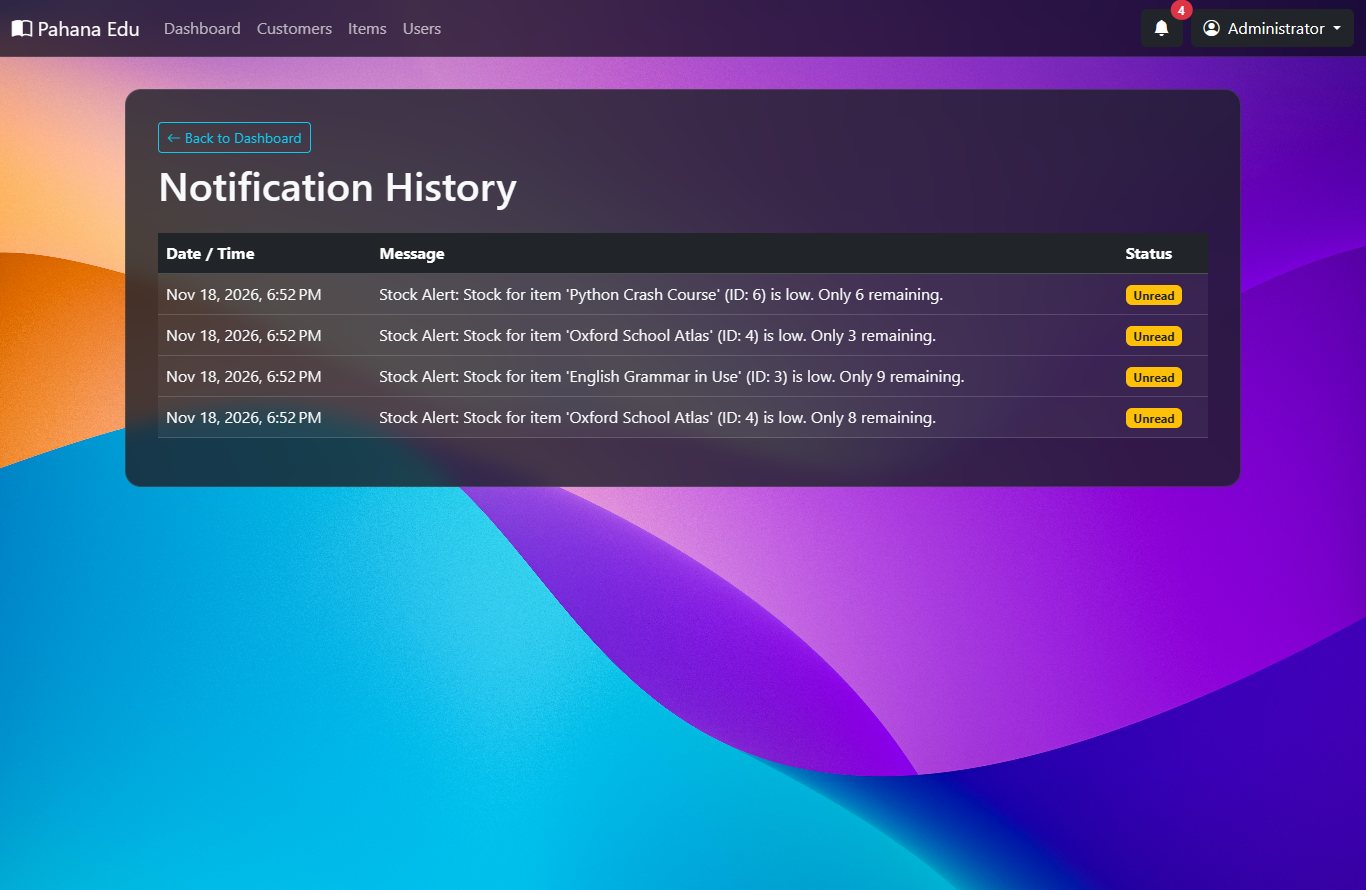 Pahana Edu Dashboard Customers Items Users 4 Administrator
← Back to Dashboard
Notification History
Date / Time Message Status
Nov 18, 2026, 6:52 PM Stock Alert: Stock for item 'Python Crash Course' (ID: 6) is low. Only 6 remaining. Unread
Nov 18, 2026, 6:52 PM Stock Alert: Stock for item 'Oxford School Atlas' (ID: 4) is low. Only 3 remaining. Unread
Nov 18, 2026, 6:52 PM Stock Alert: Stock for item 'English Grammar in Use' (ID: 3) is low. Only 9 remaining. Unread
Nov 18, 2026, 6:52 PM Stock Alert: Stock for item 'Oxford School Atlas' (ID: 4) is low. Only 8 remaining. Unread